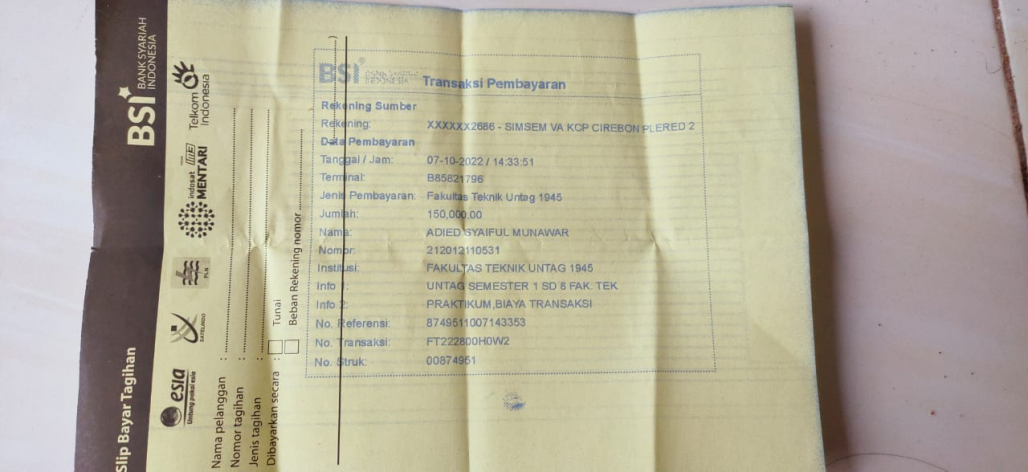 BSI BANK SYARIAH INDONESIA
Transaksi Pembayaran
Rekening Sumber
Rekening: XXXXXX2686 - SIMSEM VA KCP CIREBON PLERED 2
Data Pembayaran
Tanggal / Jam: 07-10-2022 / 14:33:51
Terminal: B85821796
Jenis Pembayaran: Fakultas Teknik Untag 1945
Jumlah: 150,000.00
Nama: ADIED SYAIFUL MUNAWAR
Nomor: 212012110531
Institusi: FAKULTAS TEKNIK UNTAG 1945
Info 1: UNTAG SEMESTER 1 SD 8 FAK. TEK
Info 2: PRAKTIKUM,BIAYA TRANSAKSI
No. Referensi: 8749511007143353
No. Transaksi: FT222800H0W2
No. Struk: 00874951
Slip Bayar Tagihan
BSI BANK SYARIAH INDONESIA
esia
Untung pakai esia
SATELINDO
PLN
indosat im3
MENTARI
Telkom Indonesia
Nama pelanggan :
Nomor tagihan :
Jenis tagihan :
Dibayarkan secara : Tunai
Beban Rekening nomor